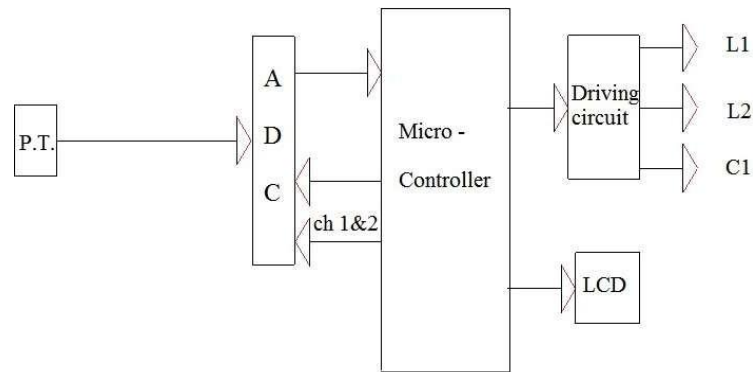 P.T.
A
D
C
ch 1&2
Micro -
Controller
Driving
circuit
L1
L2
C1
LCD